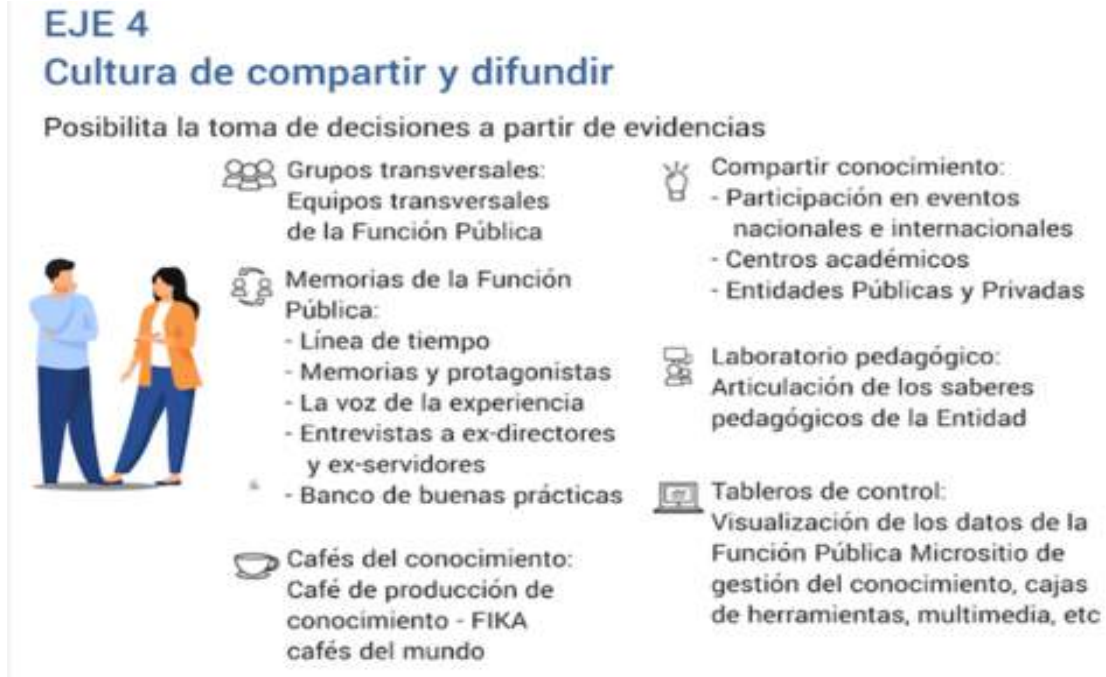 EJE 4
Cultura de compartir y difundir
Posibilita la toma de decisiones a partir de evidencias
Grupos transversales:
Equipos transversales
de la Función Pública
Memorias de la Función
Pública:
- Línea de tiempo
- Memorias y protagonistas
- La voz de la experiencia
- Entrevistas a ex-directores
y ex-servidores
- Banco de buenas prácticas
Cafés del conocimiento:
Café de producción de
conocimiento - FIKA
cafés del mundo
Compartir conocimiento:
- Participación en eventos
nacionales e internacionales
- Centros académicos
- Entidades Públicas y Privadas
Laboratorio pedagógico:
Articulación de los saberes
pedagógicos de la Entidad
Tableros de control:
Visualización de los datos de la
Función Pública Micrositio de
gestión del conocimiento, cajas
de herramientas, multimedia, etc